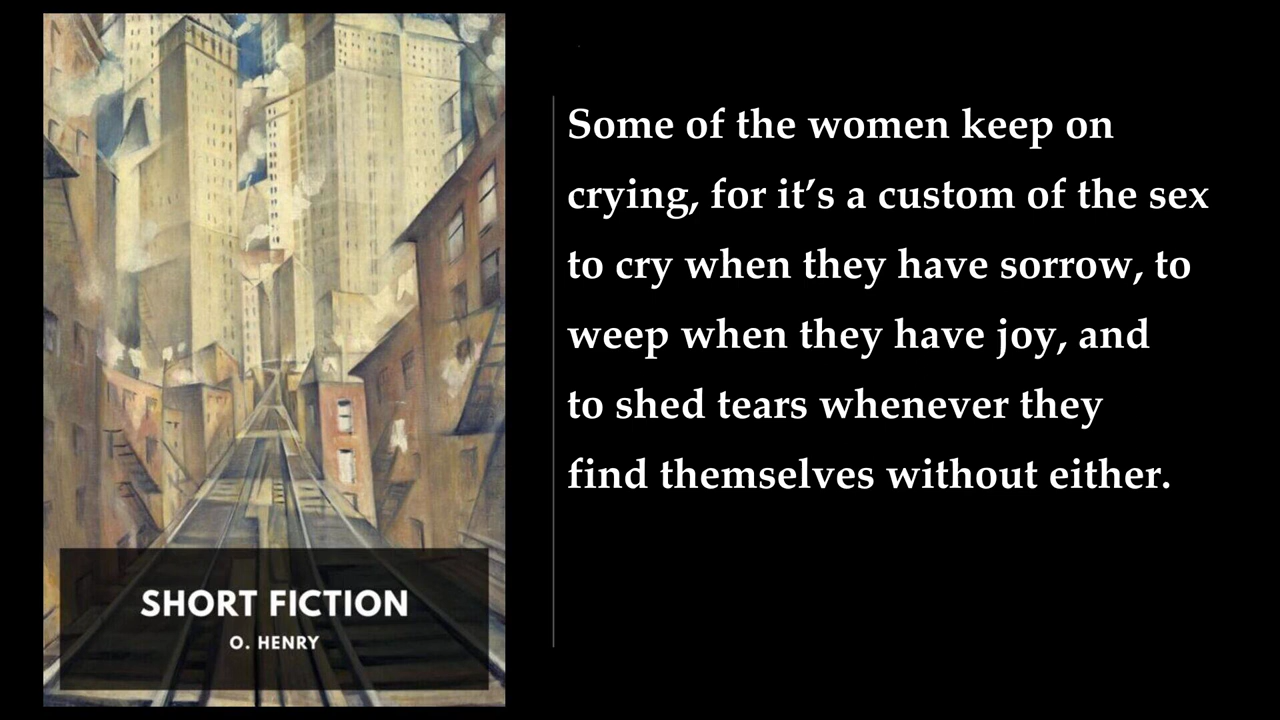 SHORT FICTION
O. HENRY
Some of the women keep on
crying, for it’s a custom of the sex
to cry when they have sorrow, to
weep when they have joy, and
to shed tears whenever they
find themselves without either.